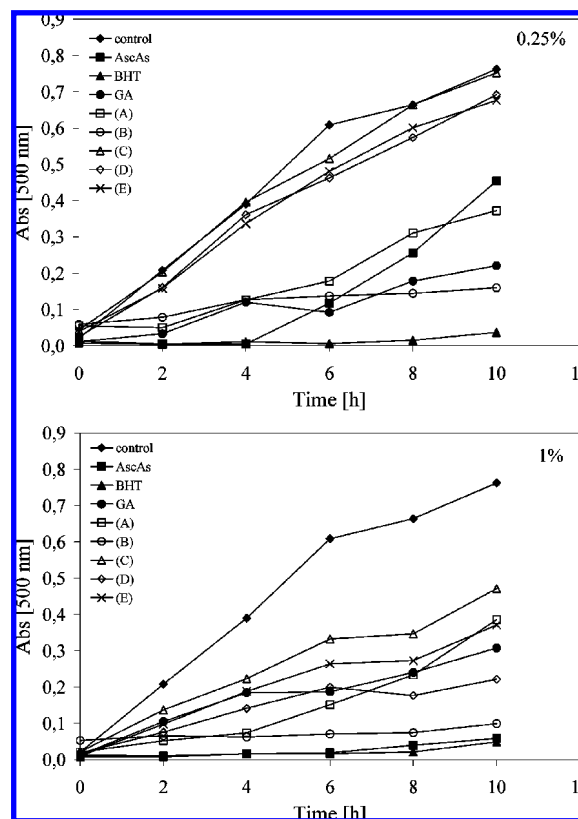 0.25%
control
AscAs
BHT
GA
(A)
(B)
(C)
(D)
(E)
Abs [500 nm]
0,9
0,8
0,7
0,6
0,5
0,4
0,3
0,2
0,1
0,0
0 2 4 6 8 10 1
Time [h]
1%
control
AscAs
BHT
GA
(A)
(B)
(C)
(D)
(E)
Abs [500 nm]
0,9
0,8
0,7
0,6
0,5
0,4
0,3
0,2
0,1
0,0
0 2 4 6 8 10 1
Time [h]